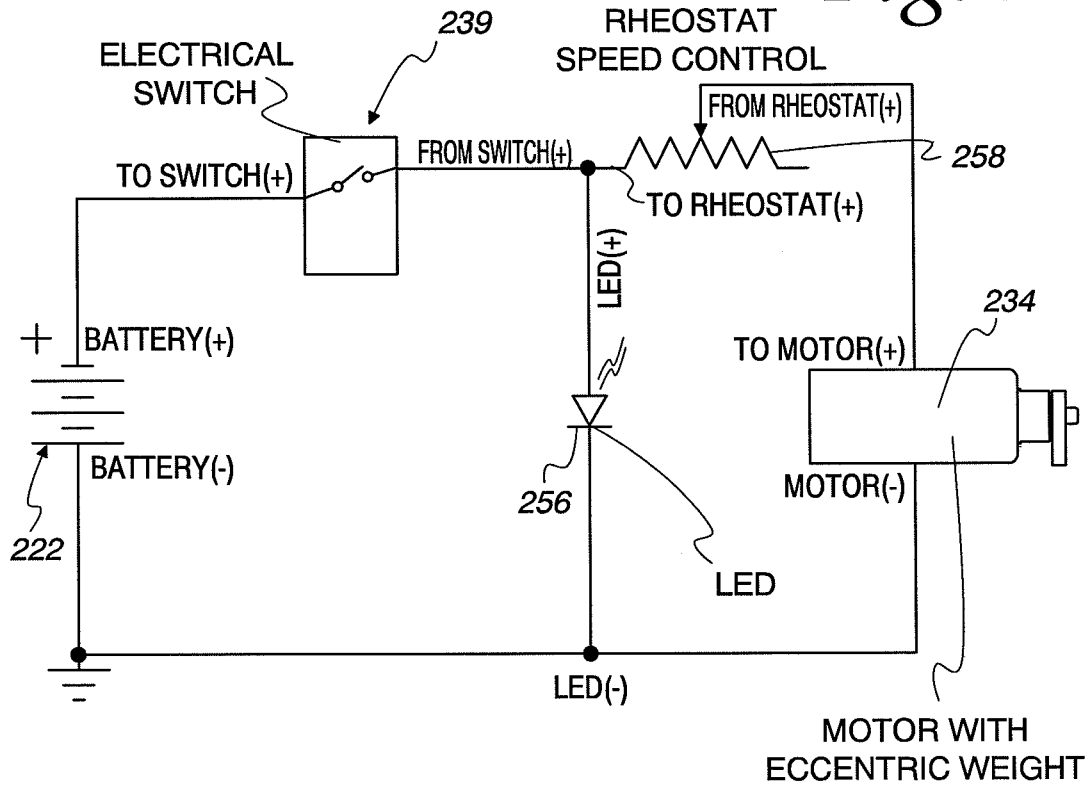 239
RHEOSTAT
SPEED CONTROL
ELECTRICAL
SWITCH
FROM RHEOSTAT(+)
FROM SWITCH(+)
258
TO SWITCH(+)
TO RHEOSTAT(+)
LED(+)
234
+
BATTERY(+)
TO MOTOR(+)
BATTERY(-)
MOTOR(-)
256
222
LED
LED(-)
MOTOR WITH
ECCENTRIC WEIGHT